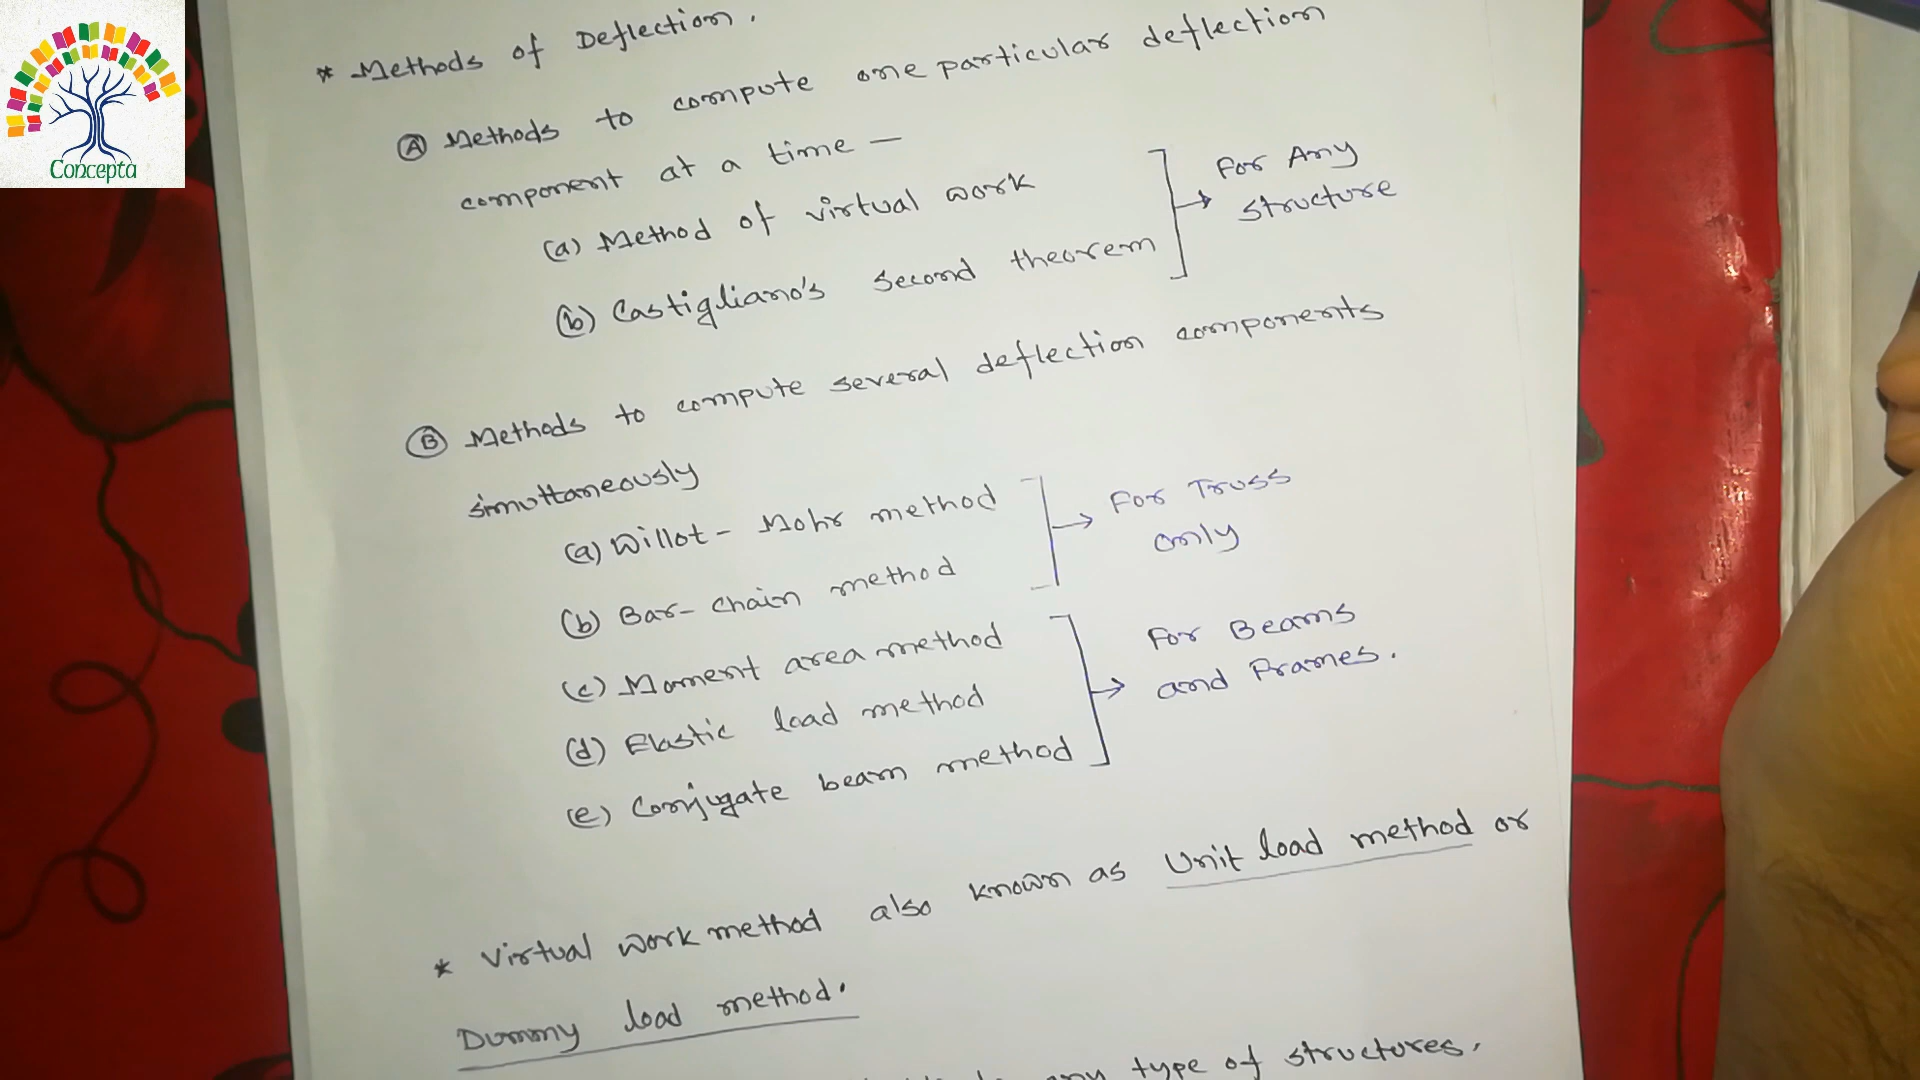 Concepta
* Methods of Deflection.
(A) Methods to compute one particular deflection
component at a time —
(a) Method of virtual work
(b) Castigliano's second theorem
→ For Any
structure
(B) Methods to compute several deflection components
simultaneously
(a) Willot - Mohr method
(b) Bar - chain method
→ For Truss
only
(c) Moment area method
(d) Elastic load method
(e) Conjugate beam method
→ For Beams
and Frames.
* Virtual work method also known as Unit load method or
Dummy load method.
any type of structures.